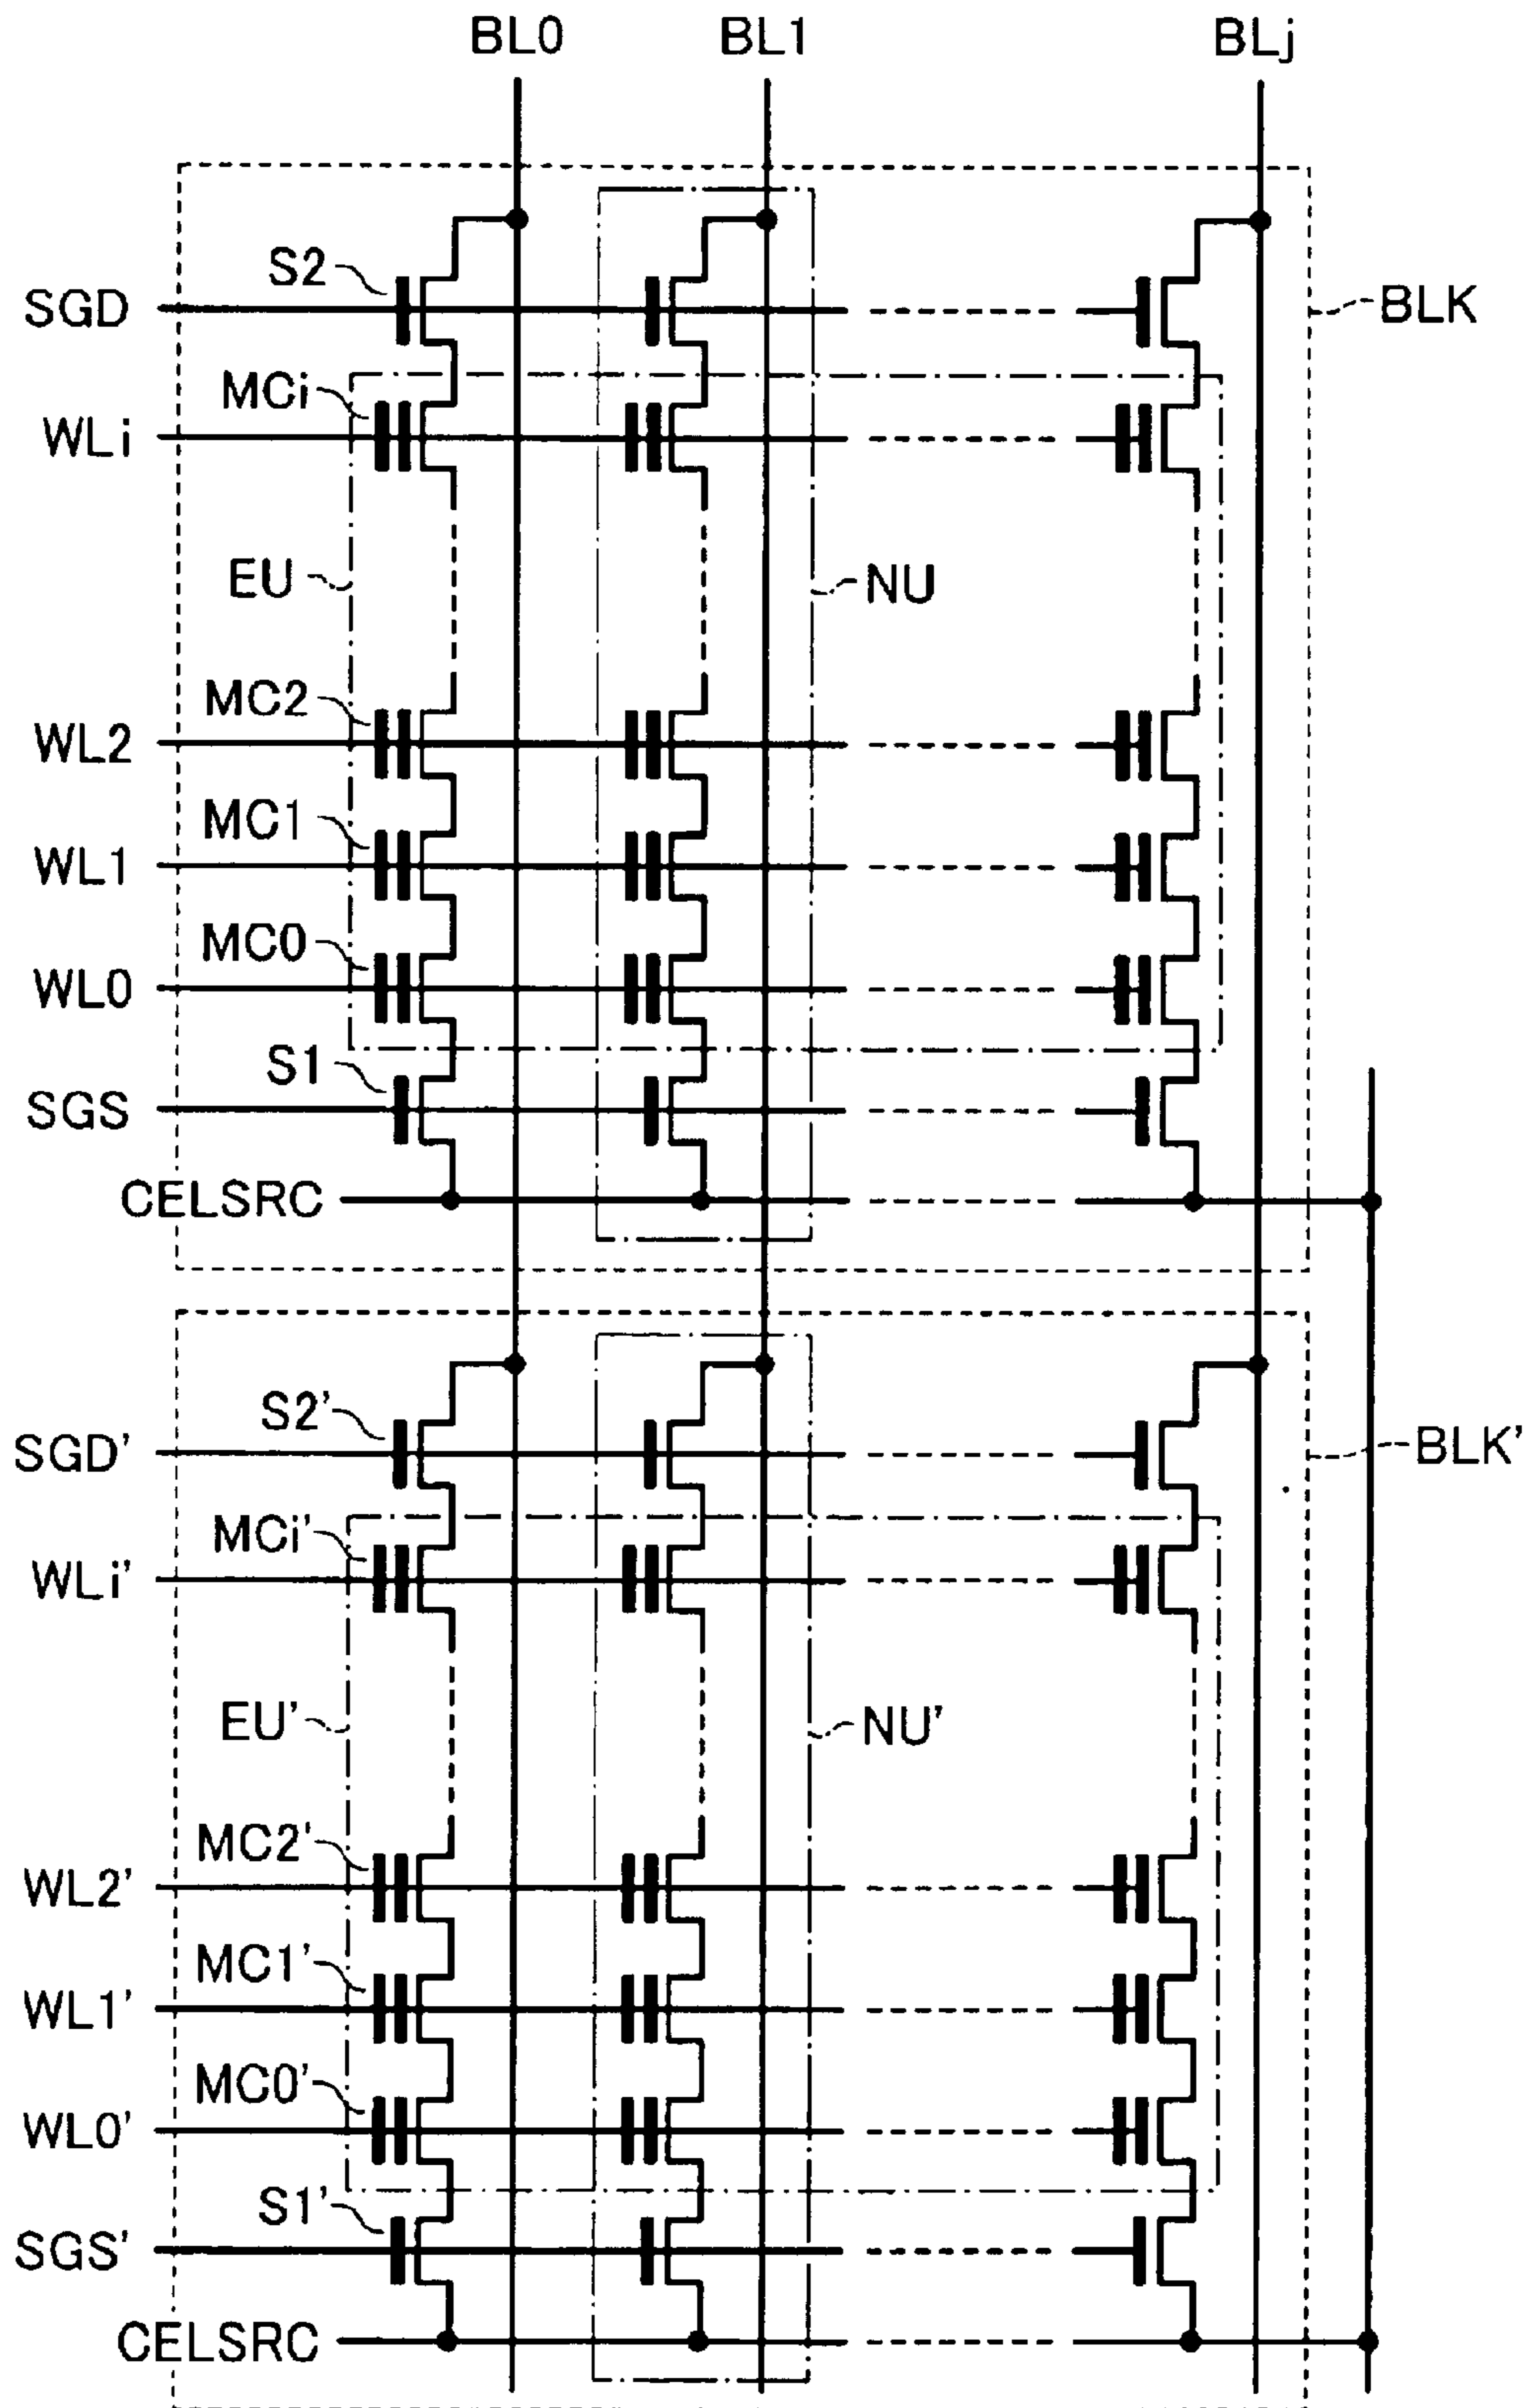 BL0 BL1 BLj
S2
SGD
BLK
MCi
WLi
EU
NU
MC2
WL2
MC1
WL1
MC0
WL0
S1
SGS
CELSRC
S2'
SGD'
BLK'
MCi'
WLi'
EU'
NU'
MC2'
WL2'
MC1'
WL1'
MC0'
WL0'
S1'
SGS'
CELSRC